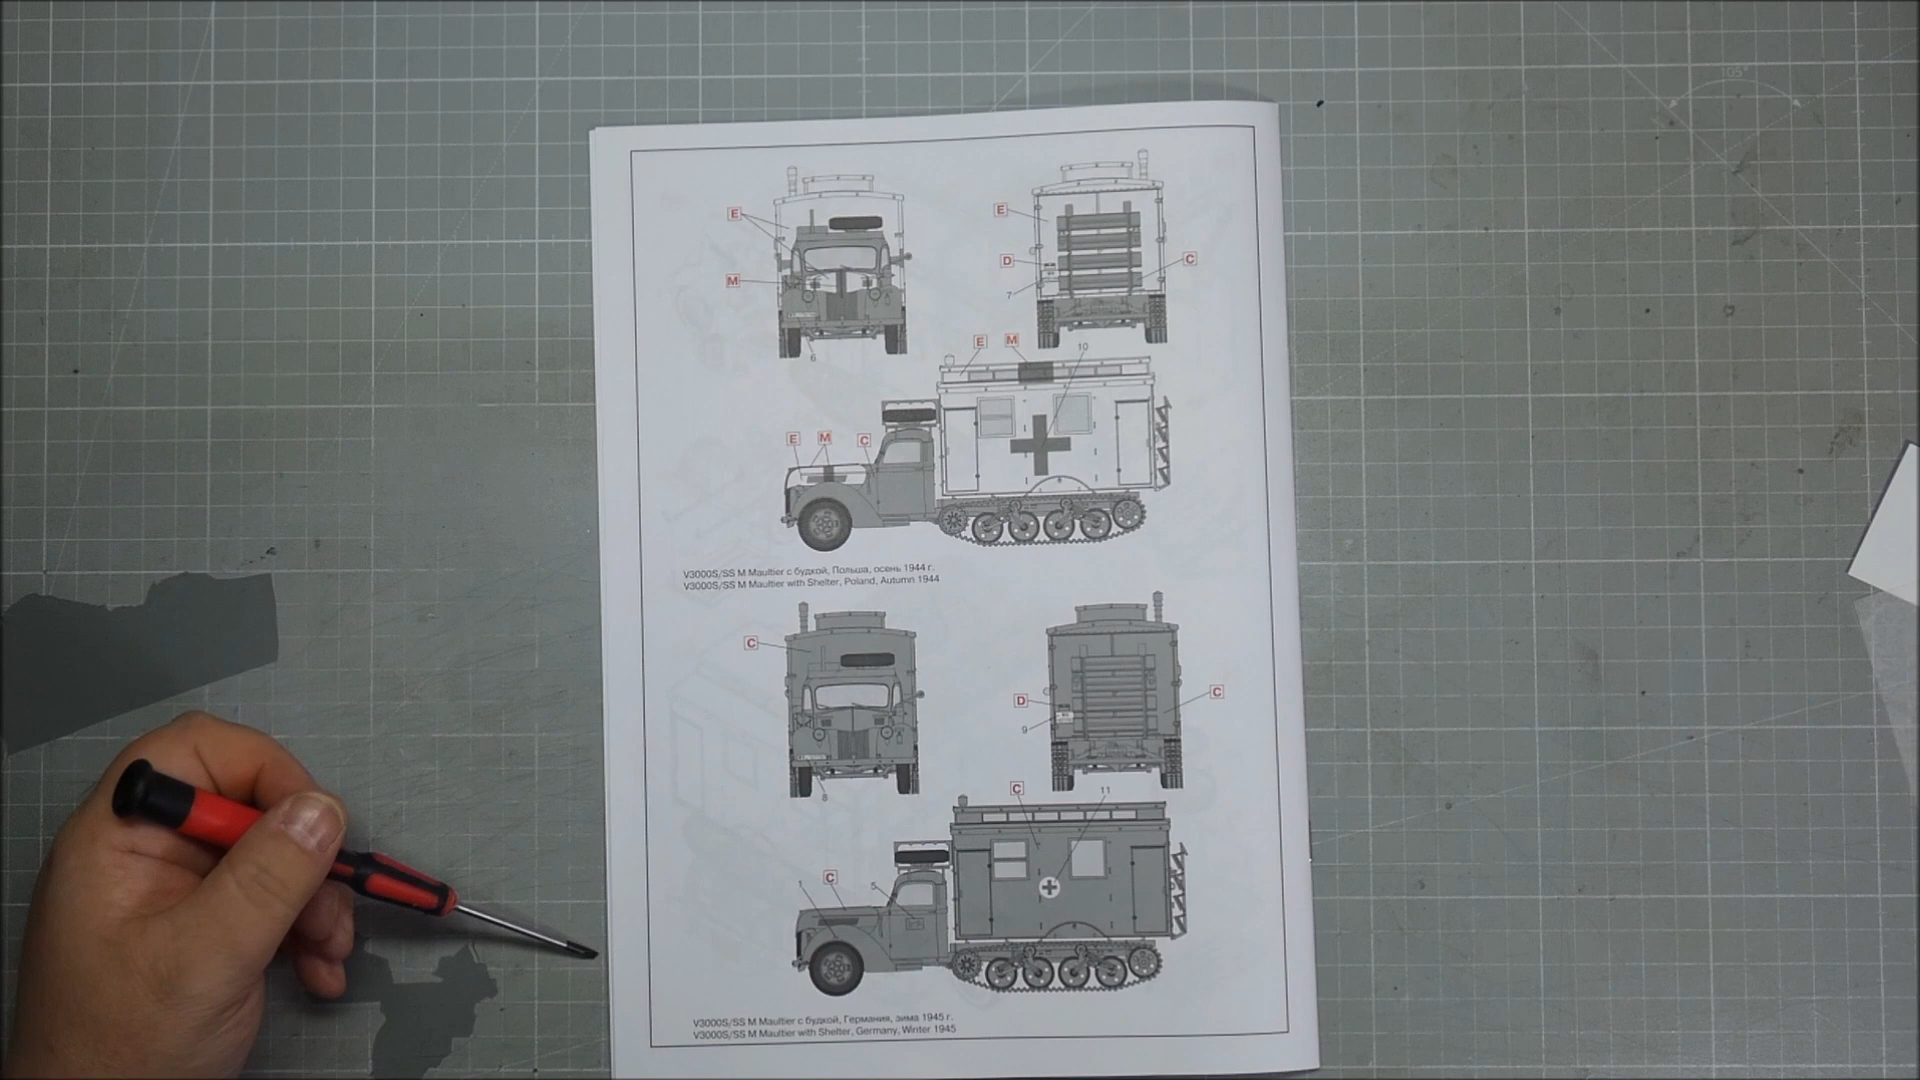 105°
E
E
M
D
C
7
6
E
M
10
E
M
C
V3000S/SS M Maultier с будкой, Польша, осень 1944 г.
V3000S/SS M Maultier with Shelter, Poland, Autumn 1944
C
D
C
9
8
C
11
1
C
5
V3000S/SS M Maultier с будкой, Германия, зима 1945 г.
V3000S/SS M Maultier with Shelter, Germany, Winter 1945